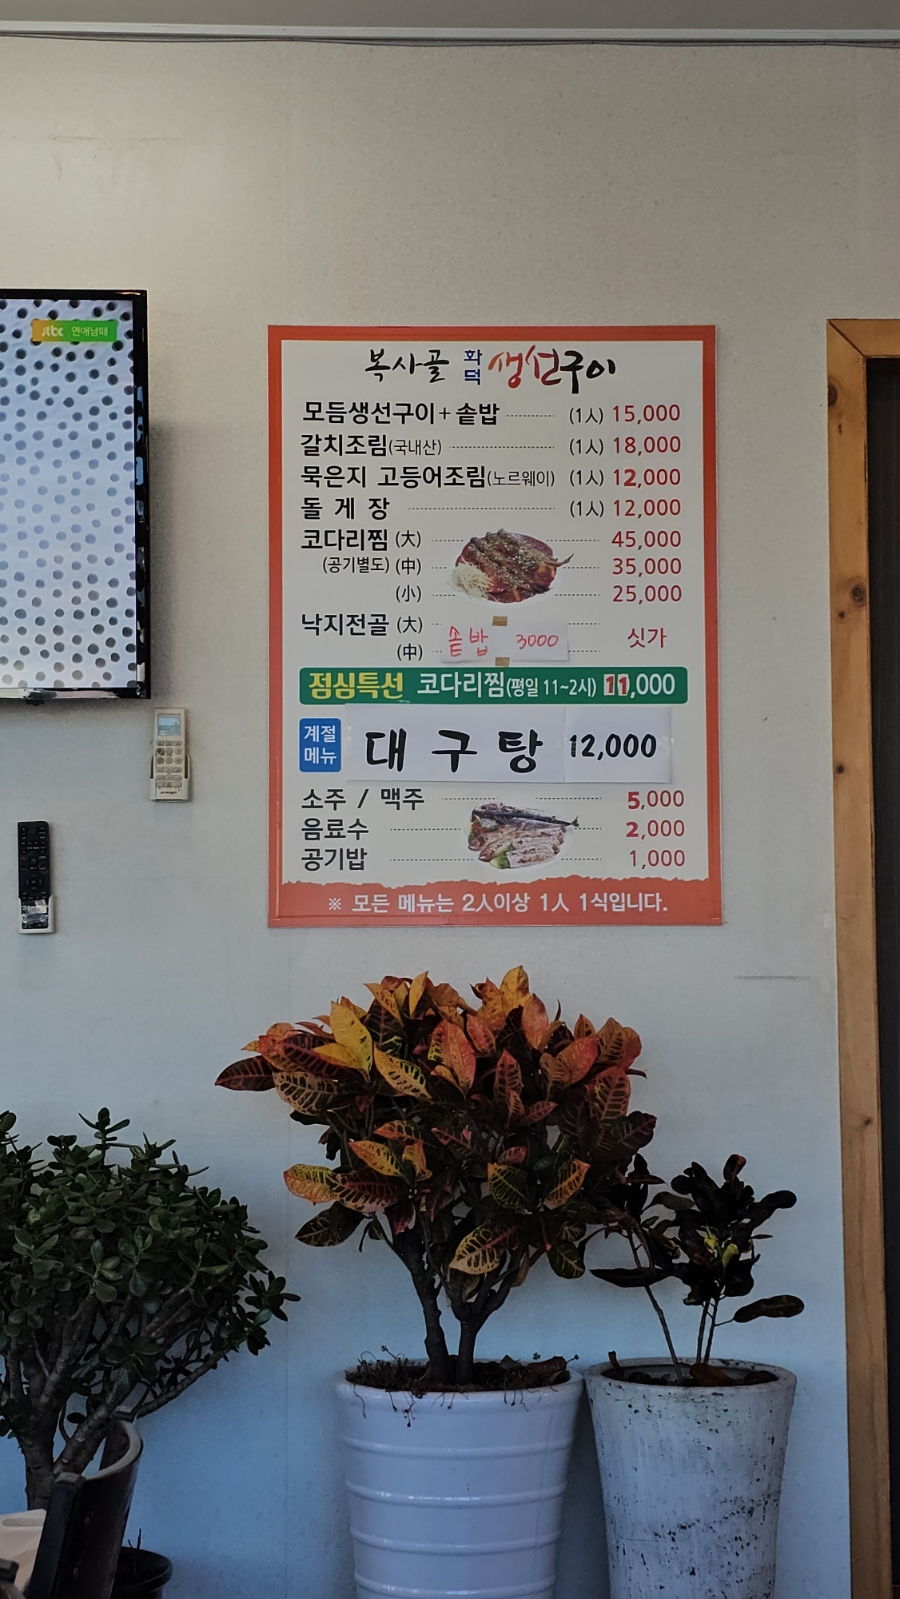 jtbc 연애남매
복사골 화덕 생선구이
모듬생선구이+솥밥 (1人) 15,000
갈치조림(국내산) (1人) 18,000
묵은지 고등어조림(노르웨이) (1人) 12,000
돌 게 장 (1人) 12,000
코다리찜 (大) 45,000
(공기별도) (中) 35,000
(小) 25,000
낙지전골 (大) 싯가
(中)
솥밥 3000
점심특선 코다리찜(평일 11~2시) 11,000
계절메뉴 대구탕 12,000
소주 / 맥주 5,000
음료수 2,000
공기밥 1,000
※ 모든 메뉴는 2人이상 1人 1식입니다.